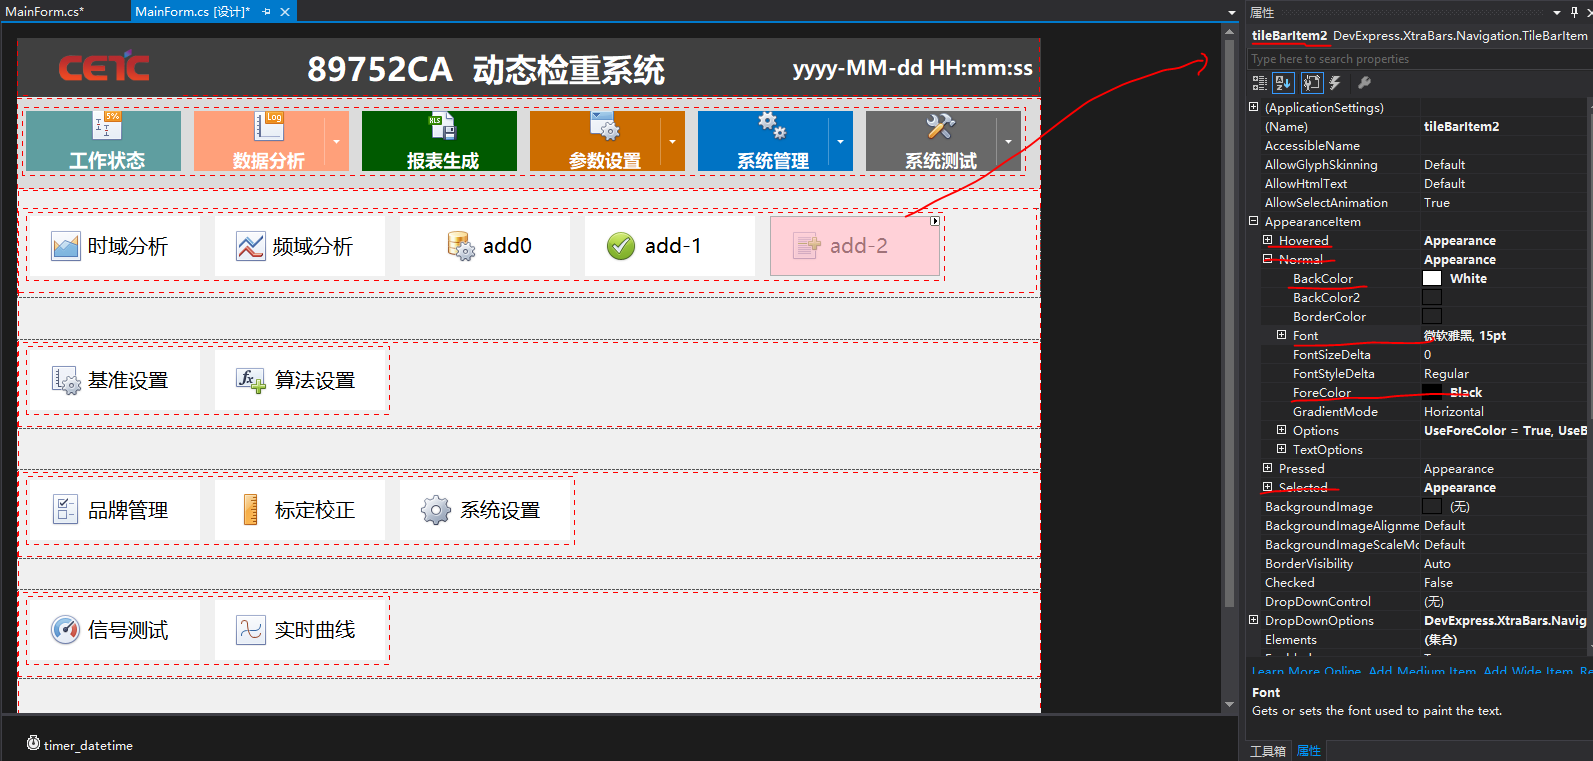 MainForm.cs*
MainForm.cs [设计]*
CETC
89752CA 动态检重系统
yyyy-MM-dd HH:mm:ss
5%
工作状态
Log
数据分析
XLS
报表生成
参数设置
系统管理
系统测试
时域分析
频域分析
add0
add-1
add-2
基准设置
fx
算法设置
品牌管理
标定校正
系统设置
信号测试
实时曲线
timer_datetime
属性
tileBarItem2 DevExpress.XtraBars.Navigation.TileBarItem
Type here to search properties
(ApplicationSettings)
(Name) tileBarItem2
AccessibleName
AllowGlyphSkinning Default
AllowHtmlText Default
AllowSelectAnimation True
AppearanceItem
Hovered Appearance
Normal Appearance
BackColor White
BackColor2
BorderColor
Font 微软雅黑, 15pt
FontSizeDelta 0
FontStyleDelta Regular
ForeColor Black
GradientMode Horizontal
Options UseForeColor = True, UseB
TextOptions
Pressed Appearance
Selected Appearance
BackgroundImage (无)
BackgroundImageAlignme Default
BackgroundImageScaleMo Default
BorderVisibility Auto
Checked False
DropDownControl (无)
DropDownOptions DevExpress.XtraBars.Navig
Elements (集合)
Learn More Online Add Medium Item Add Wide Item Re
Font
Gets or sets the font used to paint the text.
工具箱 属性